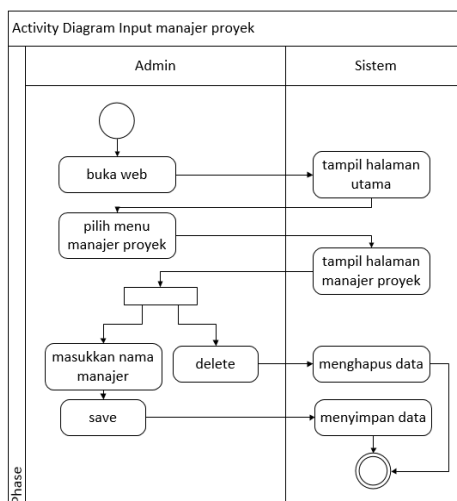 Activity Diagram Input manajer proyek
Admin
Sistem
buka web
tampil halaman
utama
pilih menu
manajer proyek
tampil halaman
manajer proyek
masukkan nama
manajer
delete
menghapus data
save
menyimpan data
Phase